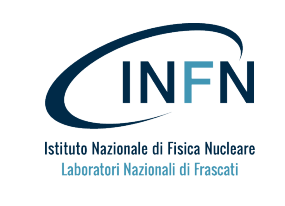 INFN
Istituto Nazionale di Fisica Nucleare
Laboratori Nazionali di Frascati